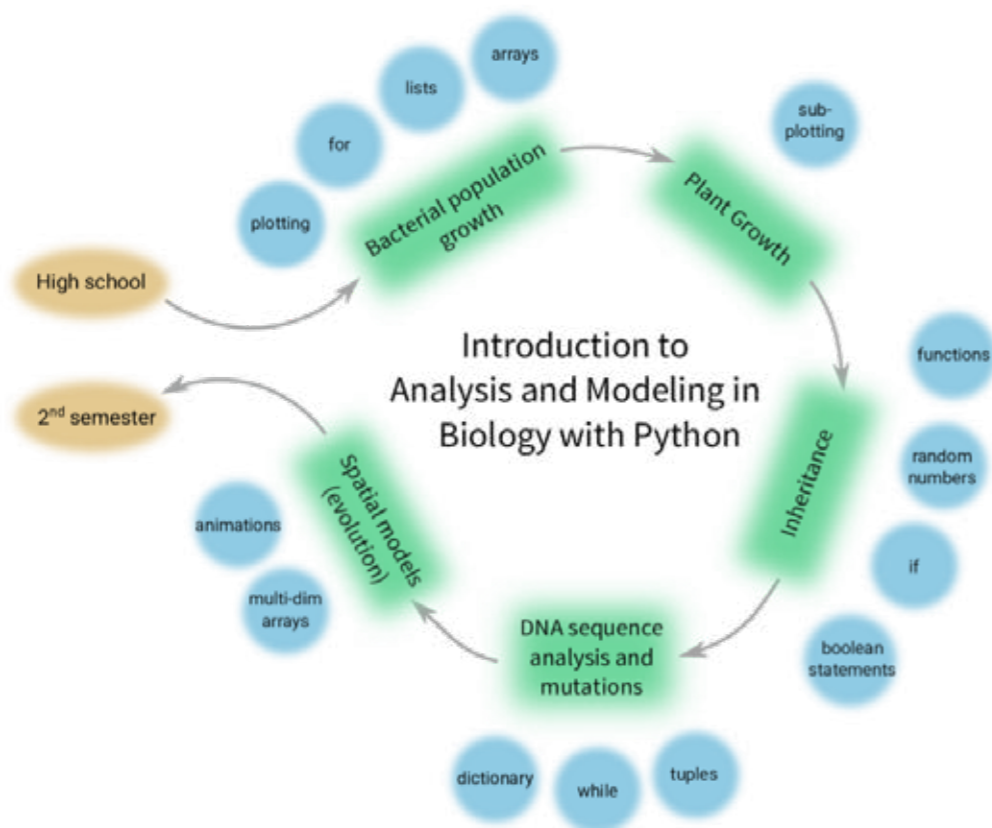 arrays
lists
for
plotting
Bacterial population
growth
sub-
plotting
Plant Growth
High school
2nd semester
Introduction to
Analysis and Modeling in
Biology with Python
functions
random
numbers
if
boolean
statements
Inheritance
DNA sequence
analysis and
mutations
dictionary
while
tuples
Spatial models
(evolution)
animations
multi-dim
arrays